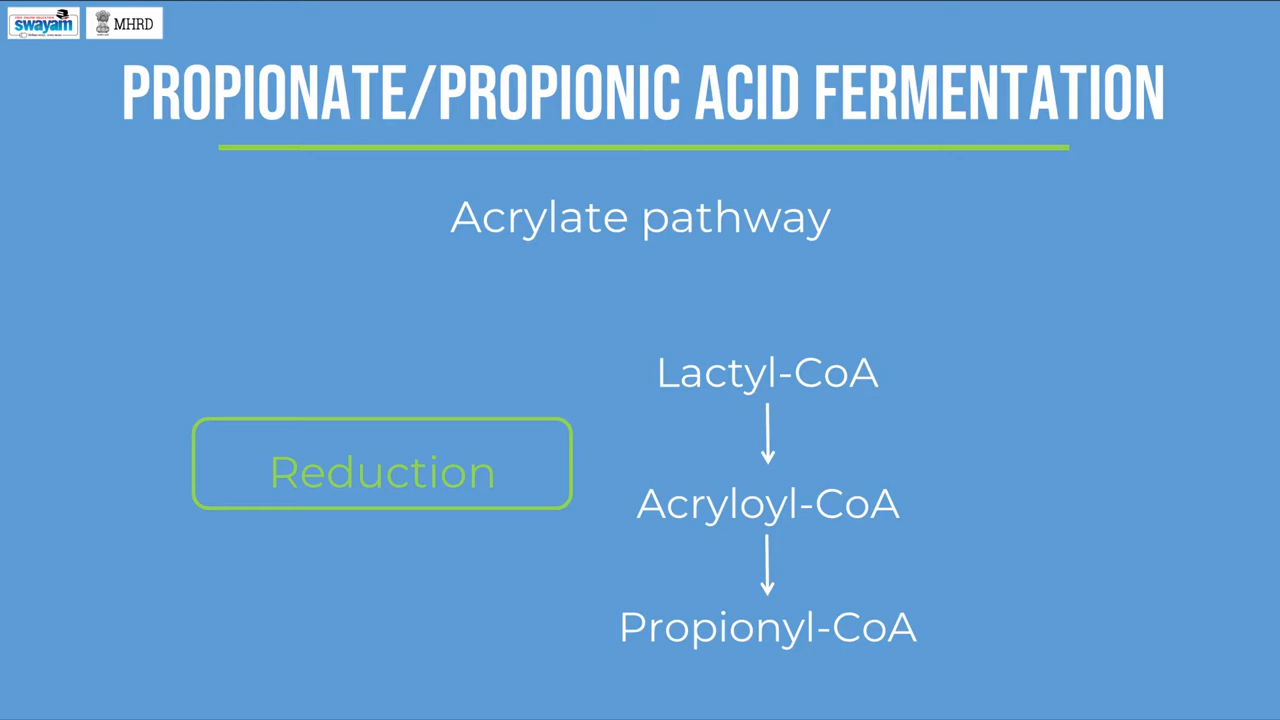 swayam
MHRD
PROPIONATE/PROPIONIC ACID FERMENTATION
Acrylate pathway
Lactyl-CoA
Reduction
Acryloyl-CoA
Propionyl-CoA